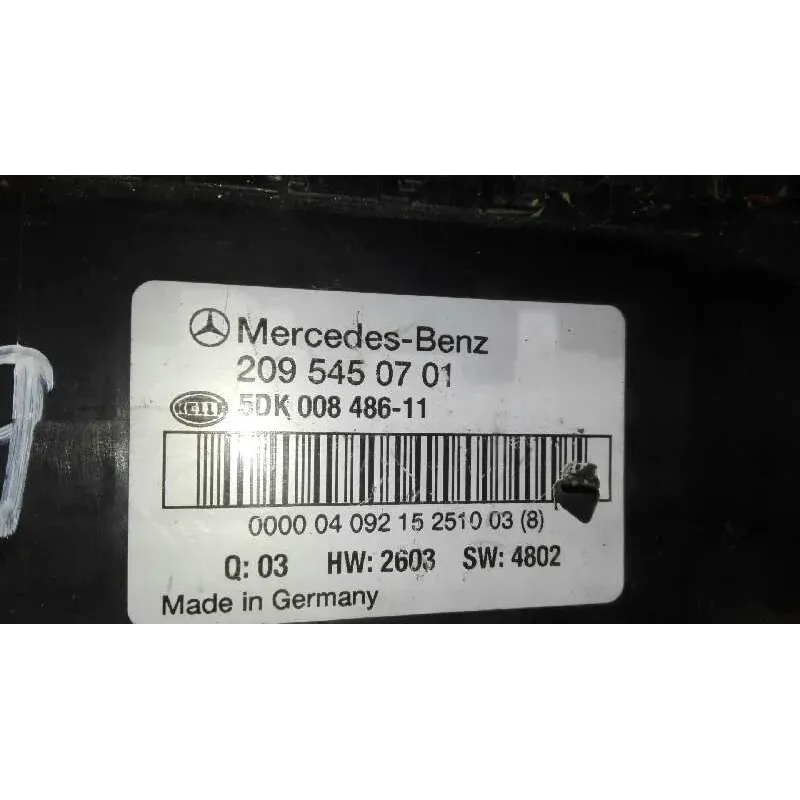 Mercedes-Benz
209 545 07 01
HELLA 5DK 008 486-11
0000 04 092 15 2510 03 (8)
Q: 03 HW: 2603 SW: 4802
Made in Germany